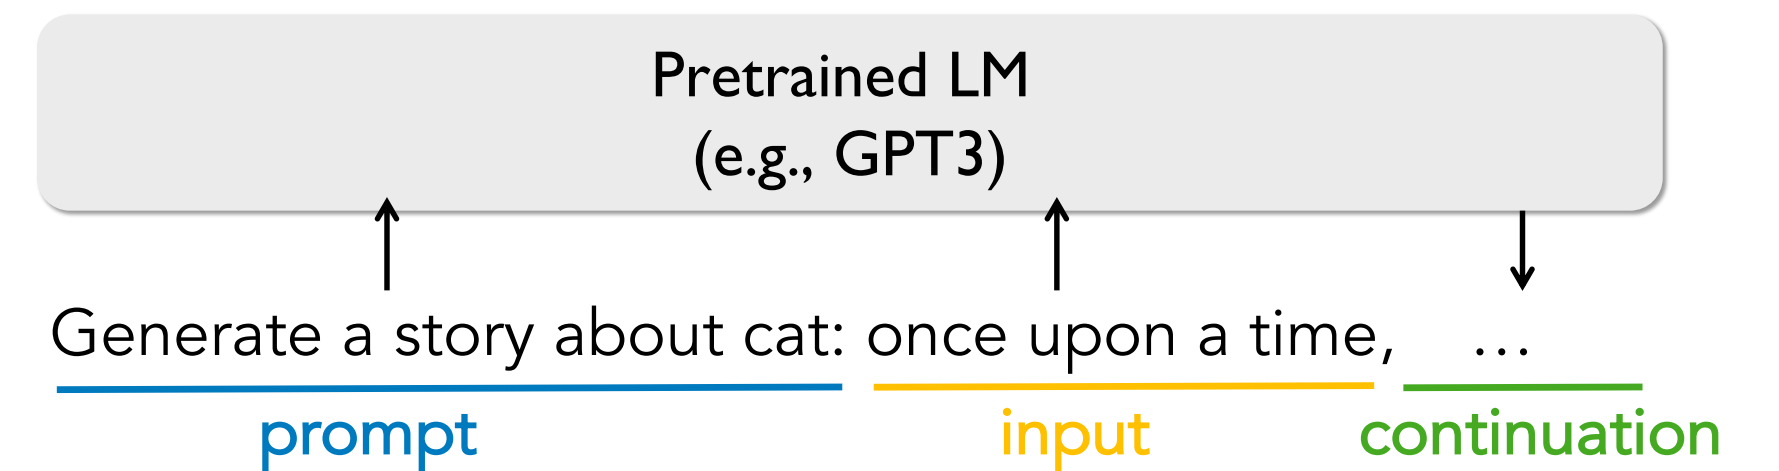 Pretrained LM
(e.g., GPT3)
Generate a story about cat: once upon a time, ...
prompt input continuation